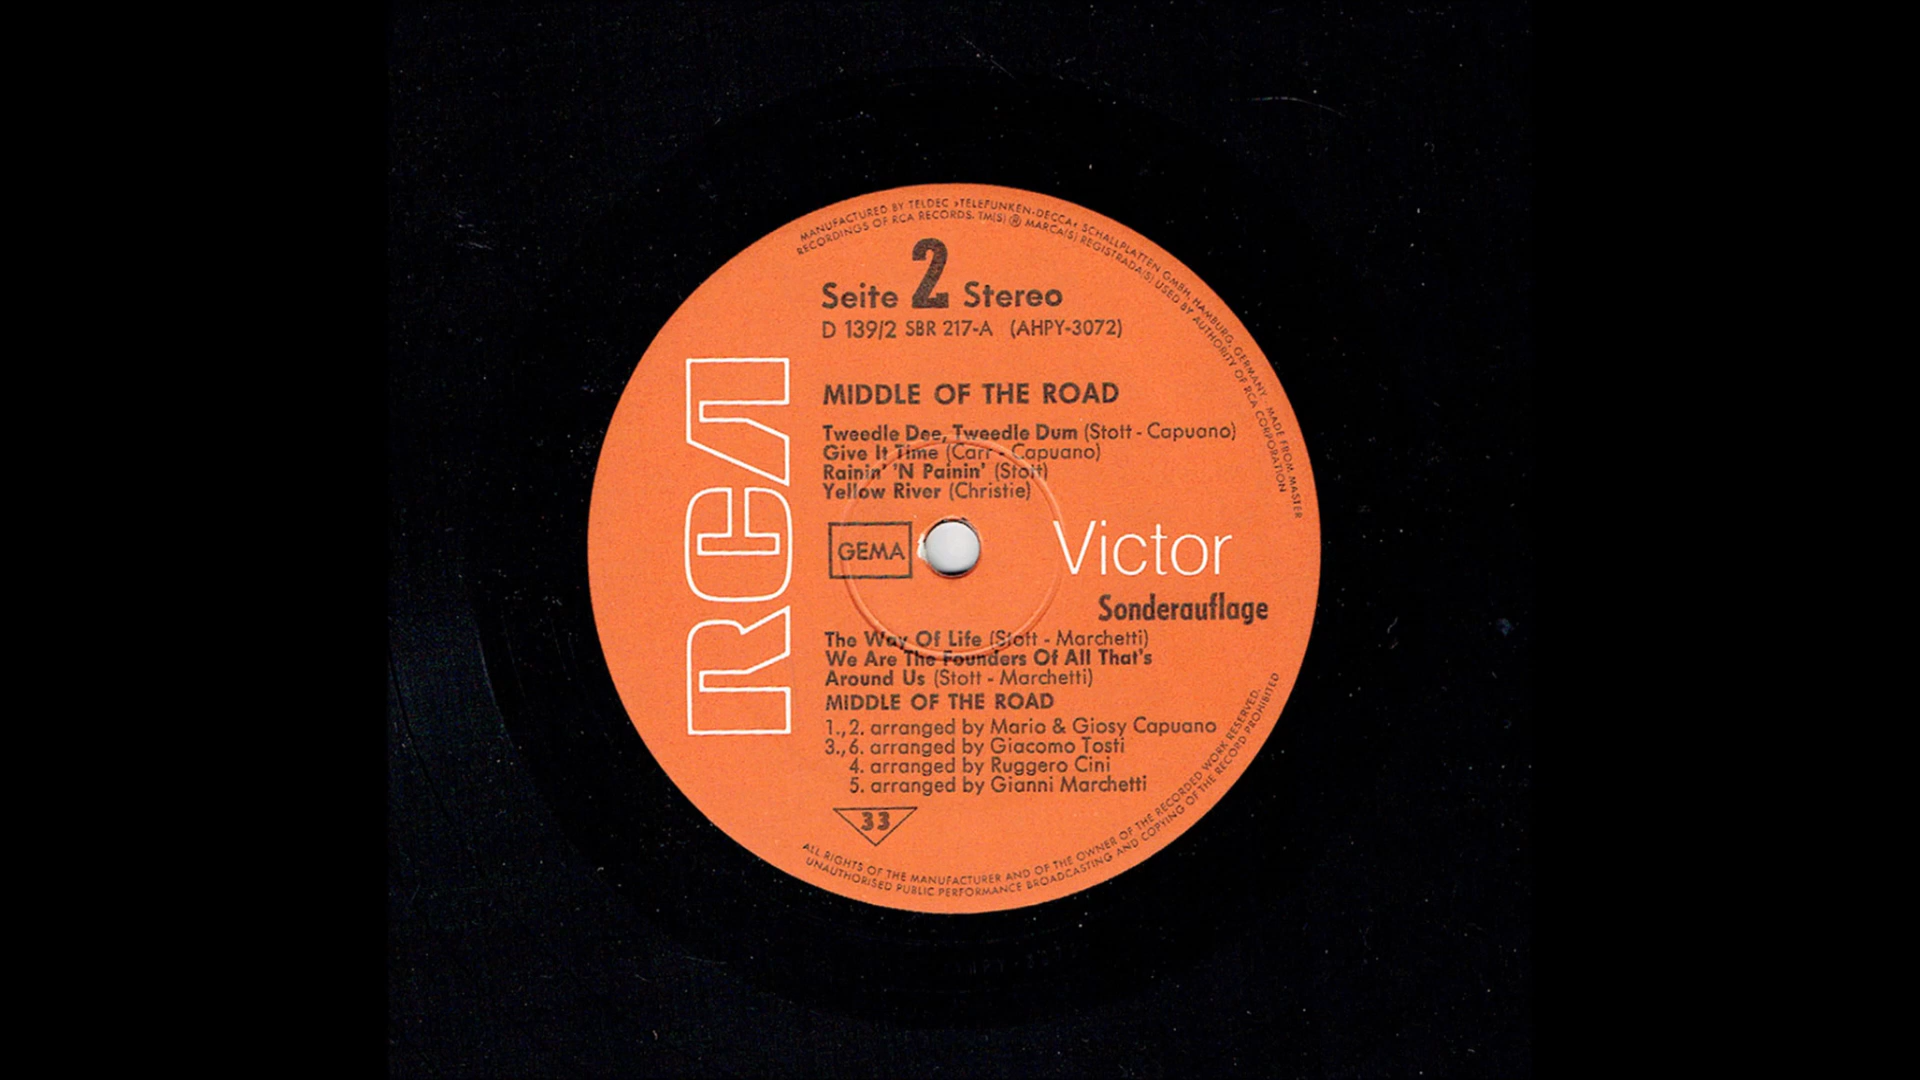 MANUFACTURED BY TELDEC »TELEFUNKEN-DECCA« SCHALLPLATTEN GMBH, HAMBURG, GERMANY · MADE FROM MASTER
RECORDINGS OF RCA RECORDS. TM(S) ® MARCA(S) REGISTRADA(S) USED BY AUTHORITY OF RCA CORPORATION
Seite 2 Stereo
D 139/2 SBR 217-A (AHPY-3072)
MIDDLE OF THE ROAD
Tweedle Dee, Tweedle Dum (Stott - Capuano)
Give It Time (Carr - Capuano)
Rainin' 'N Painin' (Stott)
Yellow River (Christie)
RCA
GEMA
Victor
Sonderauflage
The Way Of Life (Stott - Marchetti)
We Are The Founders Of All That's
Around Us (Stott - Marchetti)
MIDDLE OF THE ROAD
1., 2. arranged by Mario & Giosy Capuano
3., 6. arranged by Giacomo Tosti
4. arranged by Ruggero Cini
5. arranged by Gianni Marchetti
33
ALL RIGHTS OF THE MANUFACTURER AND OF THE OWNER OF THE RECORDED WORK RESERVED.
UNAUTHORISED PUBLIC PERFORMANCE BROADCASTING AND COPYING OF THE RECORD PROHIBITED